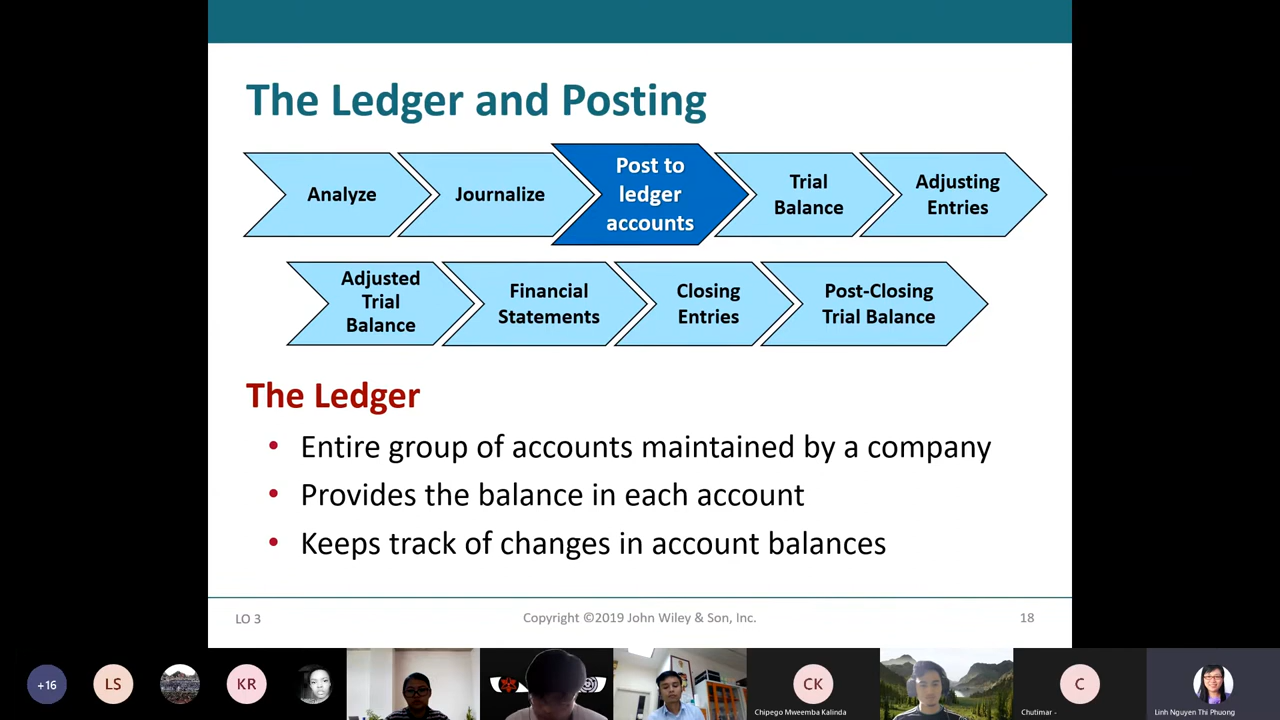 The Ledger and Posting
Analyze
Journalize
Post to
ledger
accounts
Trial
Balance
Adjusting
Entries
Adjusted
Trial
Balance
Financial
Statements
Closing
Entries
Post-Closing
Trial Balance
The Ledger
• Entire group of accounts maintained by a company
• Provides the balance in each account
• Keeps track of changes in account balances
LO 3
Copyright ©2019 John Wiley & Son, Inc.
18
+16
LS
KR
CK
Chipego Mweemba Kalinda
C
Chutimar -
Linh Nguyen Thi Phuong